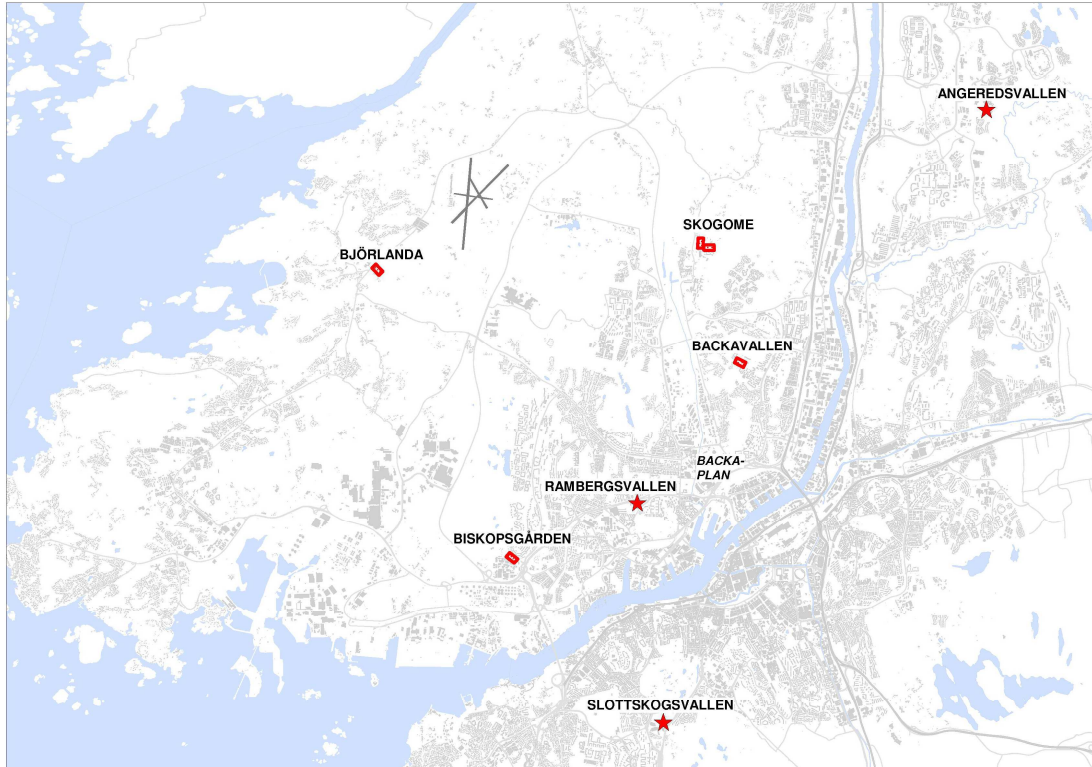 ANGEREDSVALLEN
SKOGOME
BJÖRLANDA
BACKAVALLEN
BACKA-
PLAN
RAMBERGSVALLEN
BISKOPSGÅRDEN
SLOTTSKOGSVALLEN